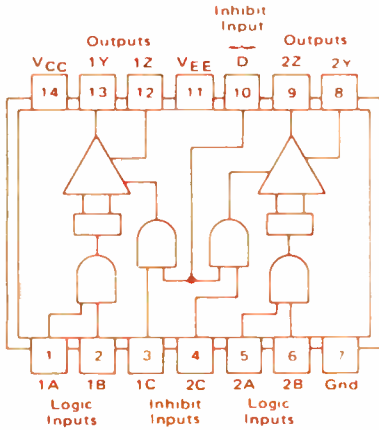 Inhibit
Input
Outputs
Outputs
VCC 1Y 1Z VEE D 2Z 2Y
14 13 12 11 10 9 8
1 2 3 4 5 6 7
1A 1B 1C 2C 2A 2B Gnd
Logic Inputs
Inhibit Inputs
Logic Inputs